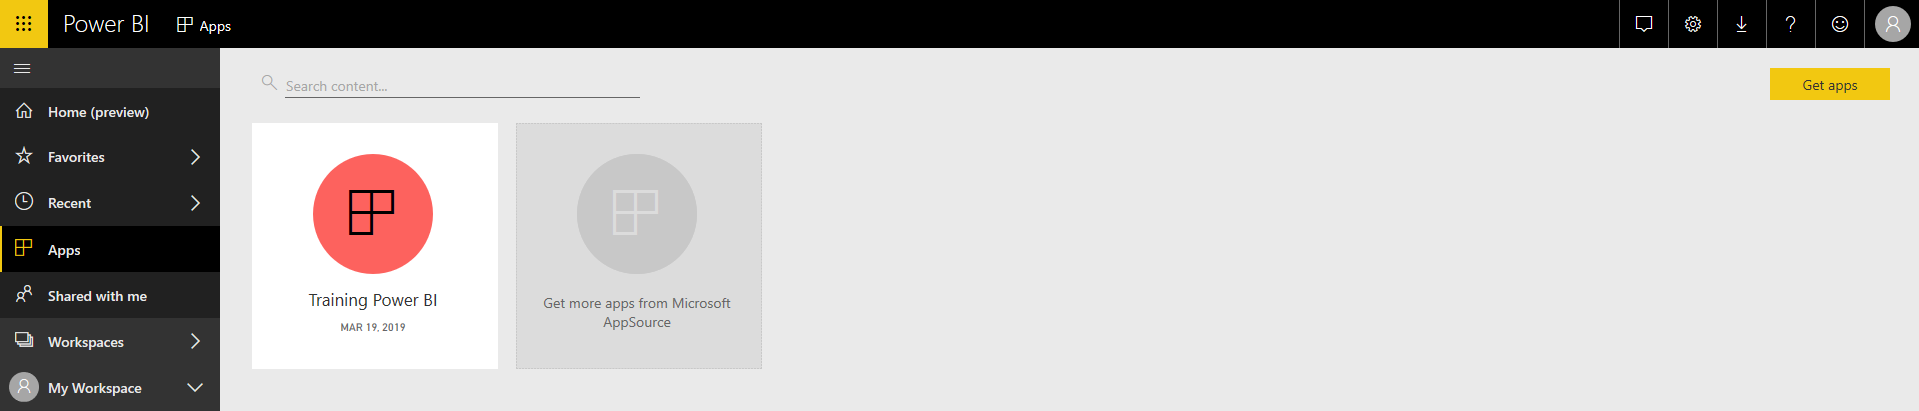 Power BI
Apps
Search content...
Get apps
Home (preview)
Favorites
Recent
Apps
Shared with me
Workspaces
My Workspace
Training Power BI
MAR 19, 2019
Get more apps from Microsoft
AppSource